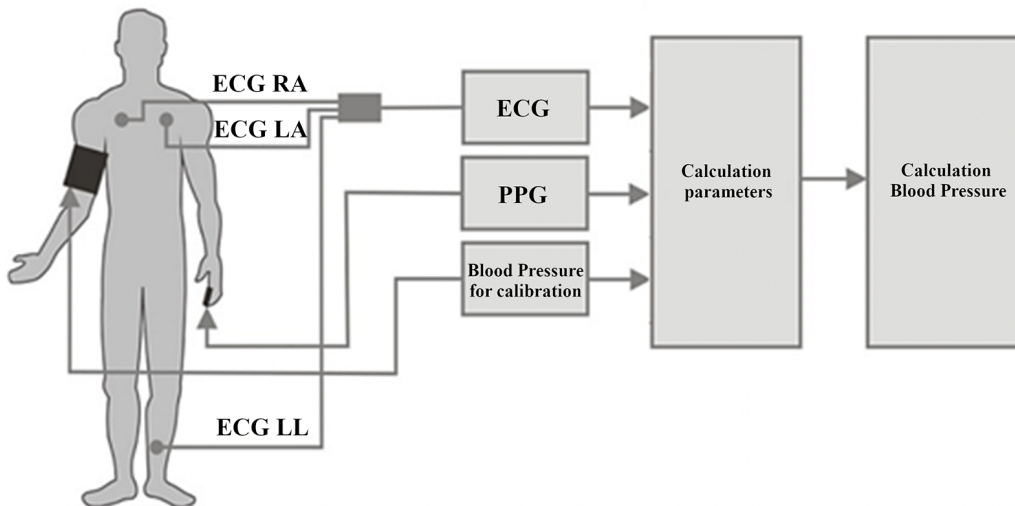 ECG RA
ECG LA
ECG LL
ECG
PPG
Blood Pressure
for calibration
Calculation
parameters
Calculation
Blood Pressure